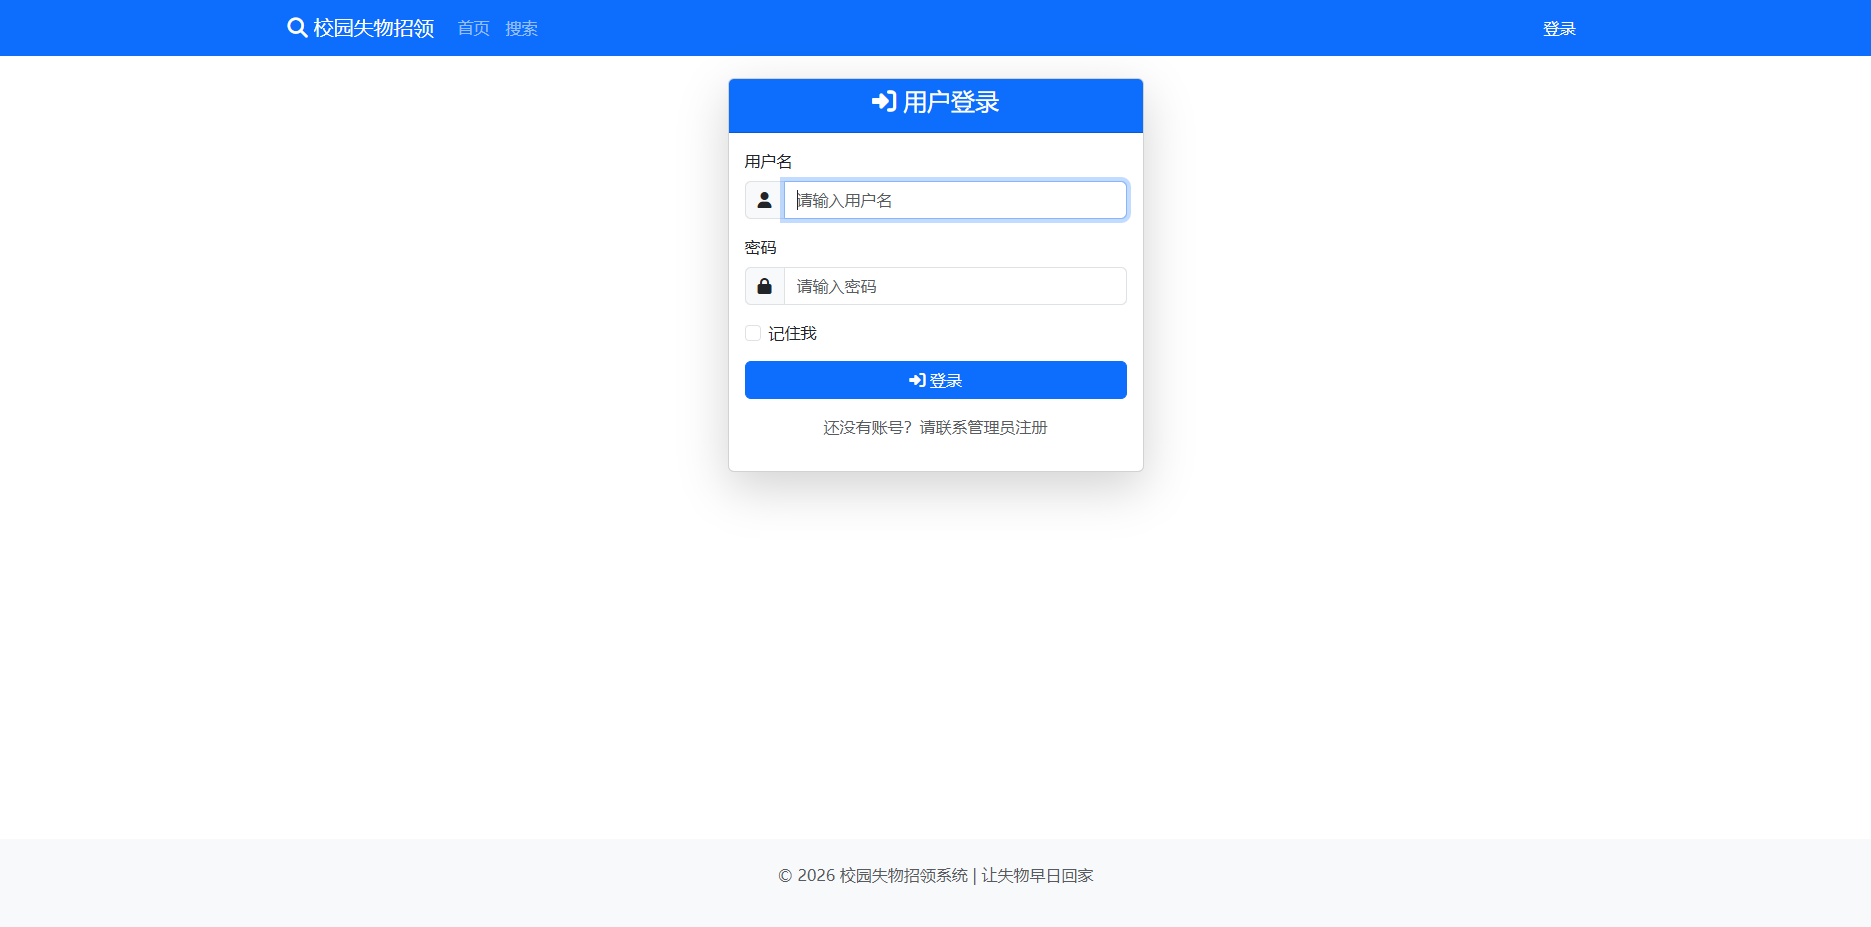 校园失物招领 首页 搜索 登录
用户登录
用户名
请输入用户名
密码
请输入密码
记住我
登录
还没有账号？请联系管理员注册
© 2026 校园失物招领系统 | 让失物早日回家